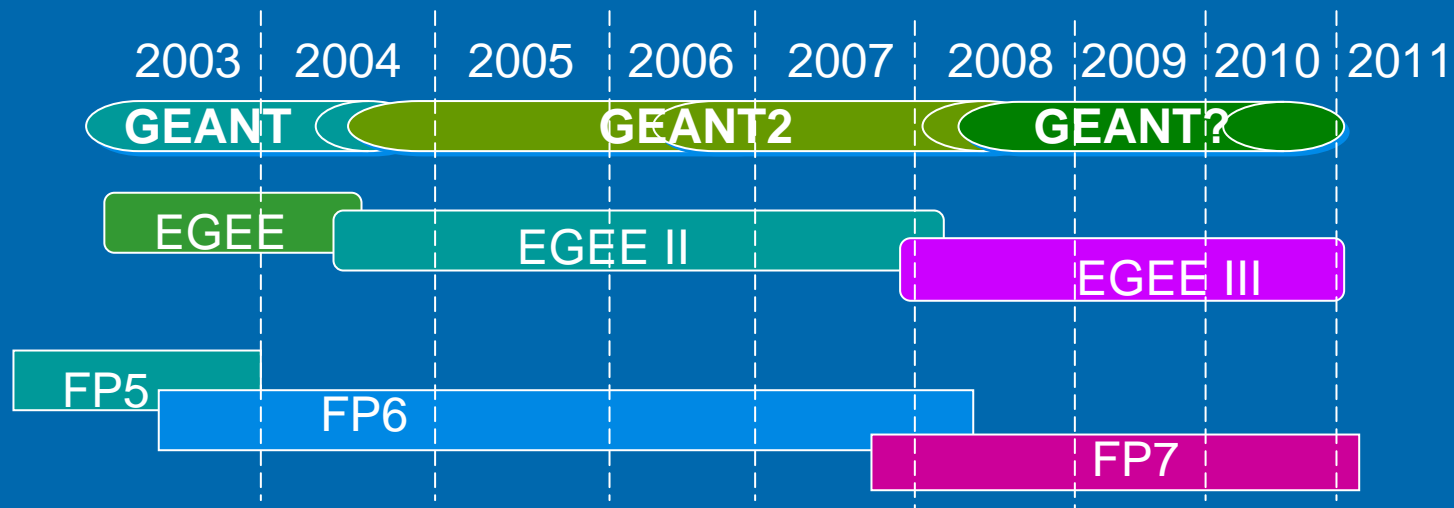 2003 2004 2005 2006 2007 2008 2009 2010 2011
GEANT GEANT2 GEANT?
EGEE
EGEE II
EGEE III
FP5
FP6
FP7